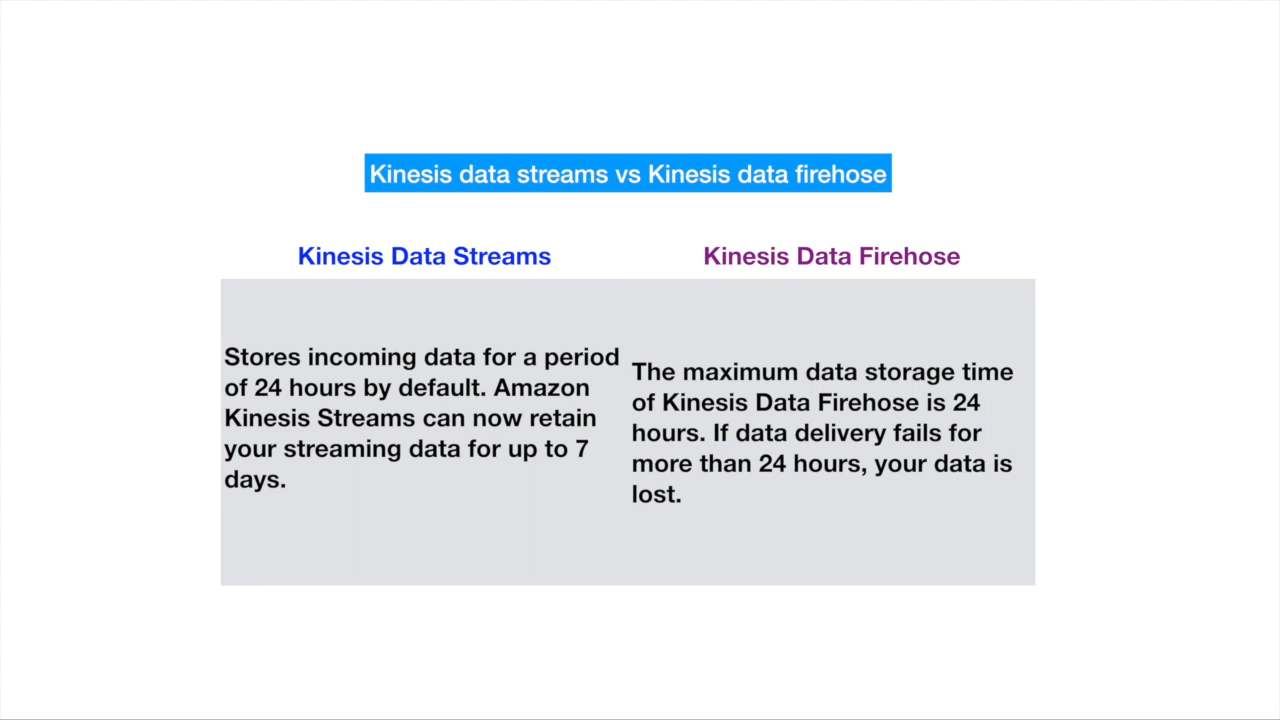 Kinesis data streams vs Kinesis data firehose
Kinesis Data Streams
Kinesis Data Firehose
Stores incoming data for a period
of 24 hours by default. Amazon
Kinesis Streams can now retain
your streaming data for up to 7
days.
The maximum data storage time
of Kinesis Data Firehose is 24
hours. If data delivery fails for
more than 24 hours, your data is
lost.